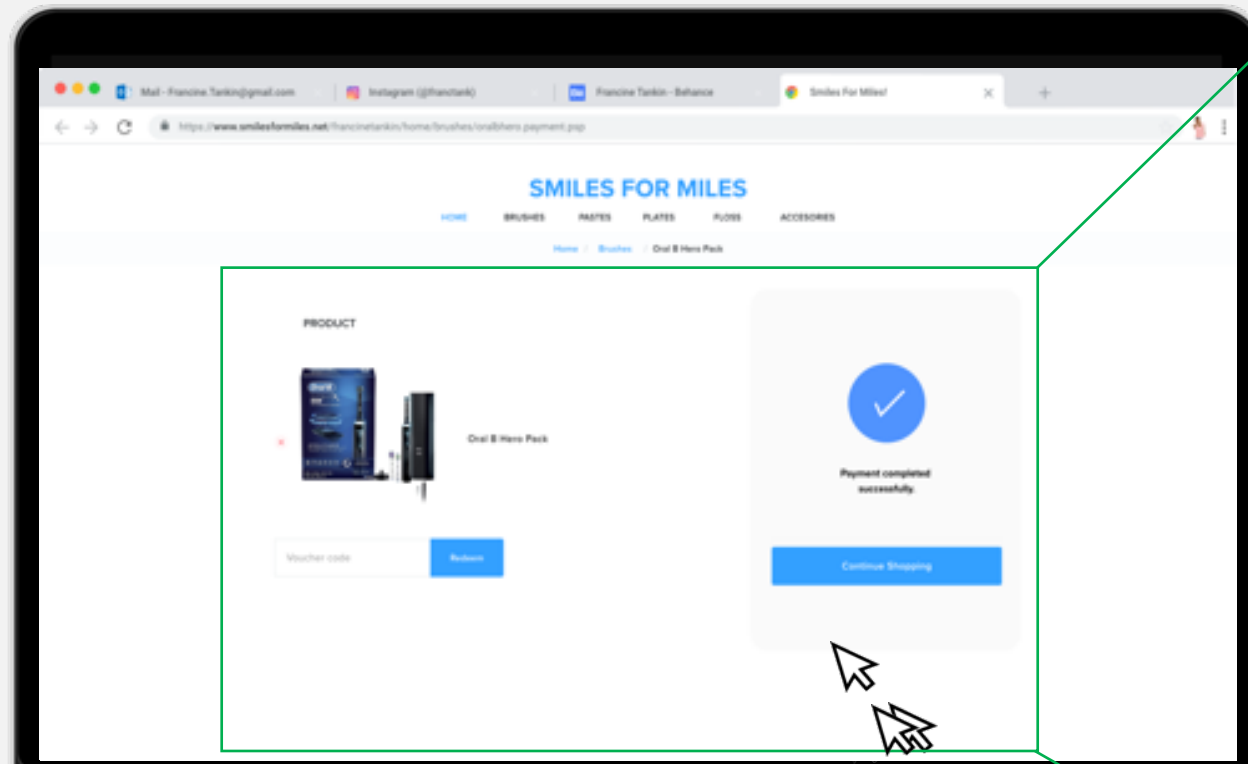 Mail - Francine.Tankin@gmail.com
Instagram (@franctank)
Be
Francine Tankin - Behance
Smiles For Miles!
https://www.smilesformiles.net/francinetankin/home/brushes/oralbhero.payment.psp
SMILES FOR MILES
HOME BRUSHES PASTES PLATES FLOSS ACCESORIES
Home / Brushes / Oral B Hero Pack
PRODUCT
Oral B Hero Pack
Payment completed
successfully.
Voucher code
Redeem
Continue Shopping